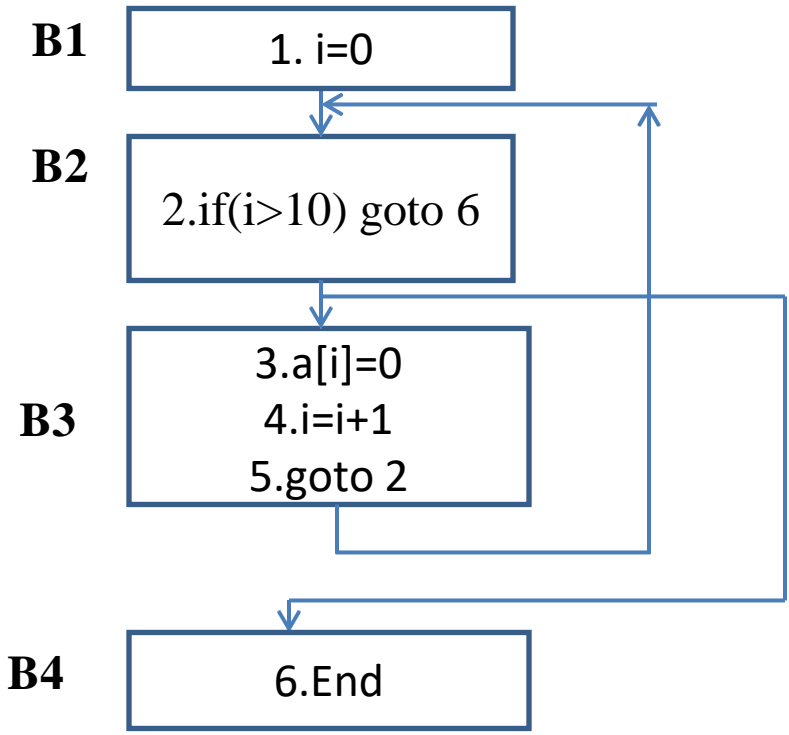 B1
1. i=0
B2
2.if(i>10) goto 6
3.a[i]=0
B3
4.i=i+1
5.goto 2
B4
6.End